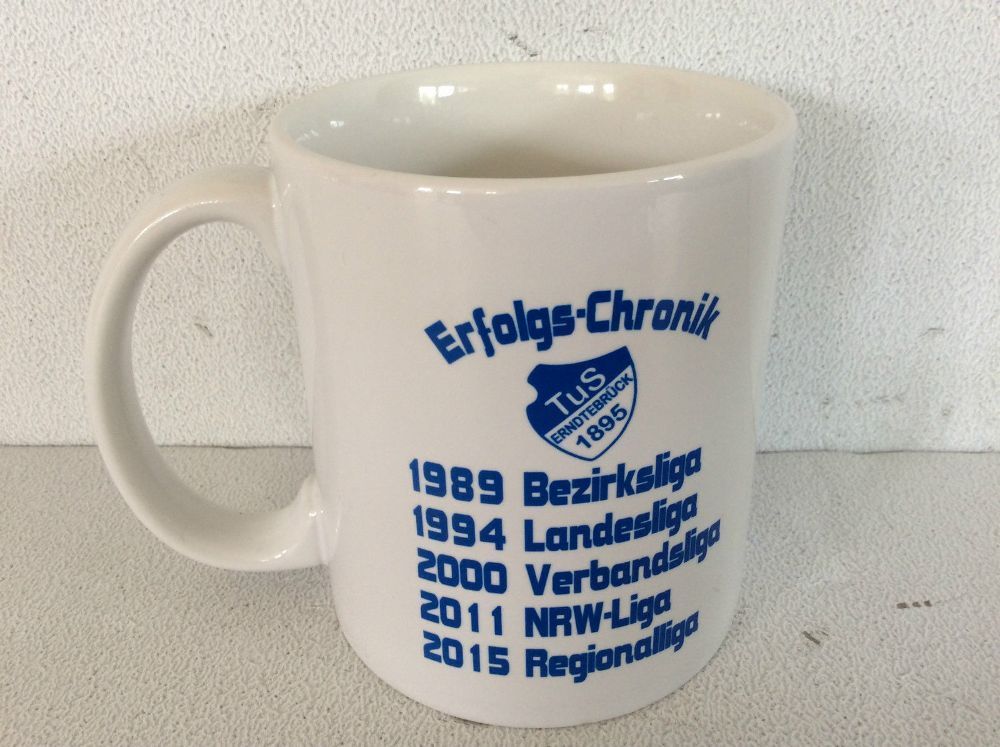 Erfolgs-Chronik
TuS
ERNDTEBRÜCK
1895
1989 Bezirksliga
1994 Landesliga
2000 Verbandsliga
2011 NRW-Liga
2015 Regionalliga